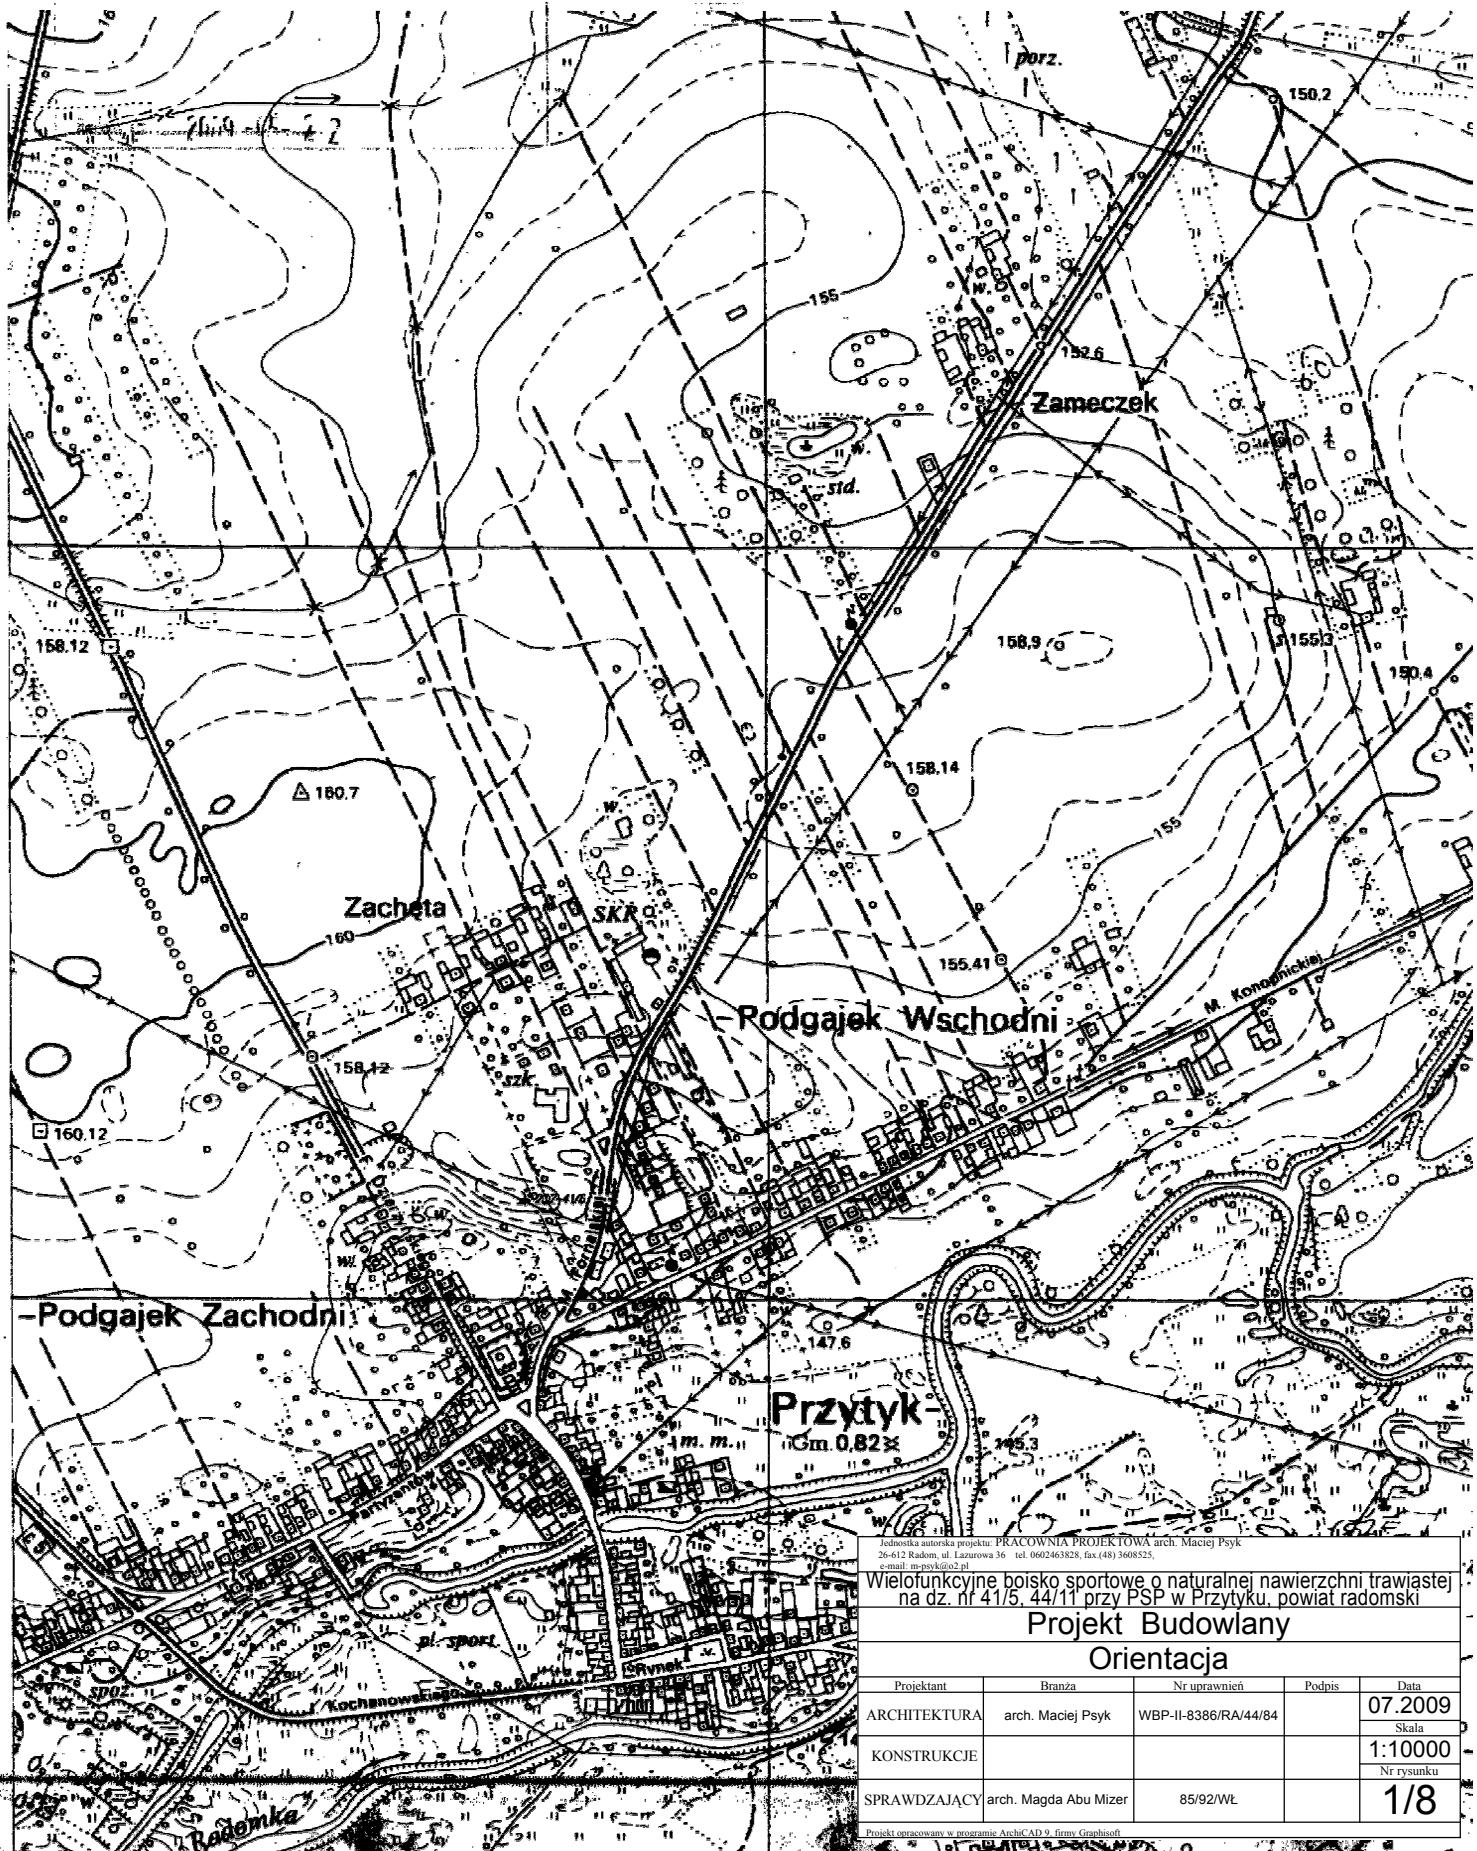 porz.
150,2
155
152.6
Zameczek
w.
std.
158.12
158,9
155,3
150,4
158,14
160,7
155
w.
Zachęta
SKR
160
155.41
M. Konopnickiej
-Podgajek Wschodni
158,12
szk.
160,12
w.
-Podgajek Zachodni
147.6
Przytyk-
Gm 0,82
m. m.
145,3
Partyzantów
w.
pl. sport.
Rynek
spoż.
Kochanowskiego
Radomka
Jednostka autorska projektu: PRACOWNIA PROJEKTOWA arch. Maciej Psyk
26-612 Radom, ul. Lazurowa 36 tel. 0602463828, fax.(48) 3608525,
e-mail: m-psyk@o2.pl
Wielofunkcyjne boisko sportowe o naturalnej nawierzchni trawiastej
na dz. nr 41/5, 44/11 przy PSP w Przytyku, powiat radomski
Projekt Budowlany
Orientacja
Projektant Branża Nr uprawnień Podpis Data
ARCHITEKTURA arch. Maciej Psyk WBP-II-8386/RA/44/84 07.2009
Skala
KONSTRUKCJE 1:10000
Nr rysunku
SPRAWDZAJĄCY arch. Magda Abu Mizer 85/92/WŁ 1/8
Projekt opracowany w programie ArchiCAD 9, firmy Graphisoft